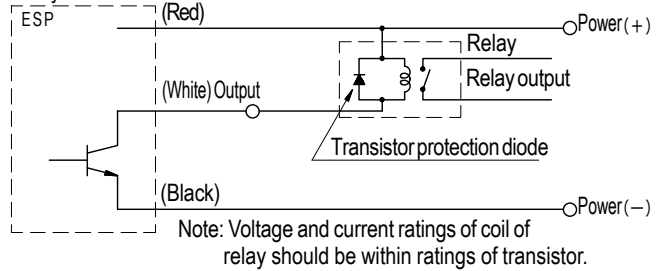 ESP
(Red)
Power(+)
Relay
Relay output
(White) Output
Transistor protection diode
(Black)
Power(−)
Note: Voltage and current ratings of coil of
relay should be within ratings of transistor.